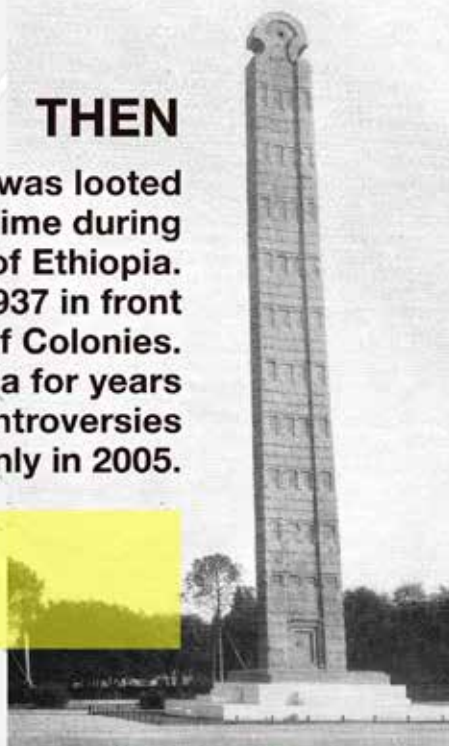 THEN
was looted
ime during
of Ethiopia.
937 in front
f Colonies.
a for years
ntroversies
nly in 2005.